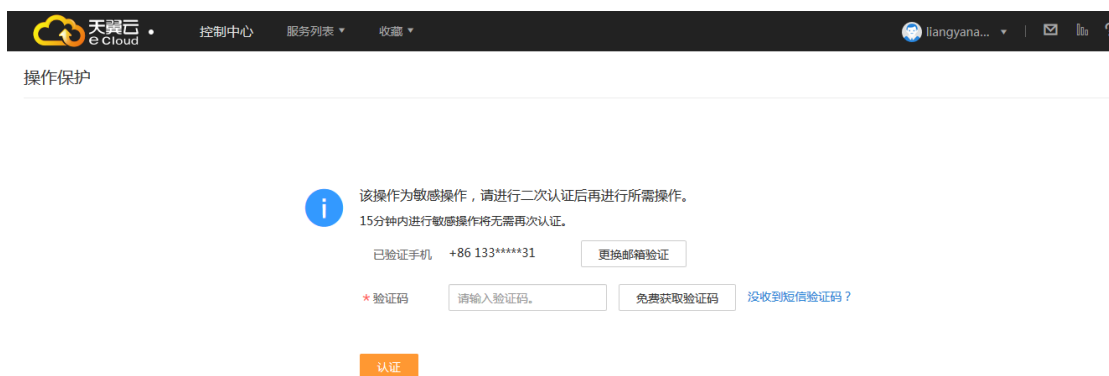 天翼云 控制中心 服务列表 收藏 liangyana...
e Cloud
操作保护
该操作为敏感操作，请进行二次认证后再进行所需操作。
15分钟内进行敏感操作将无需再次认证。
已验证手机 +86 133*****31 更换邮箱验证
* 验证码 请输入验证码。 免费获取验证码 没收到短信验证码？
认证